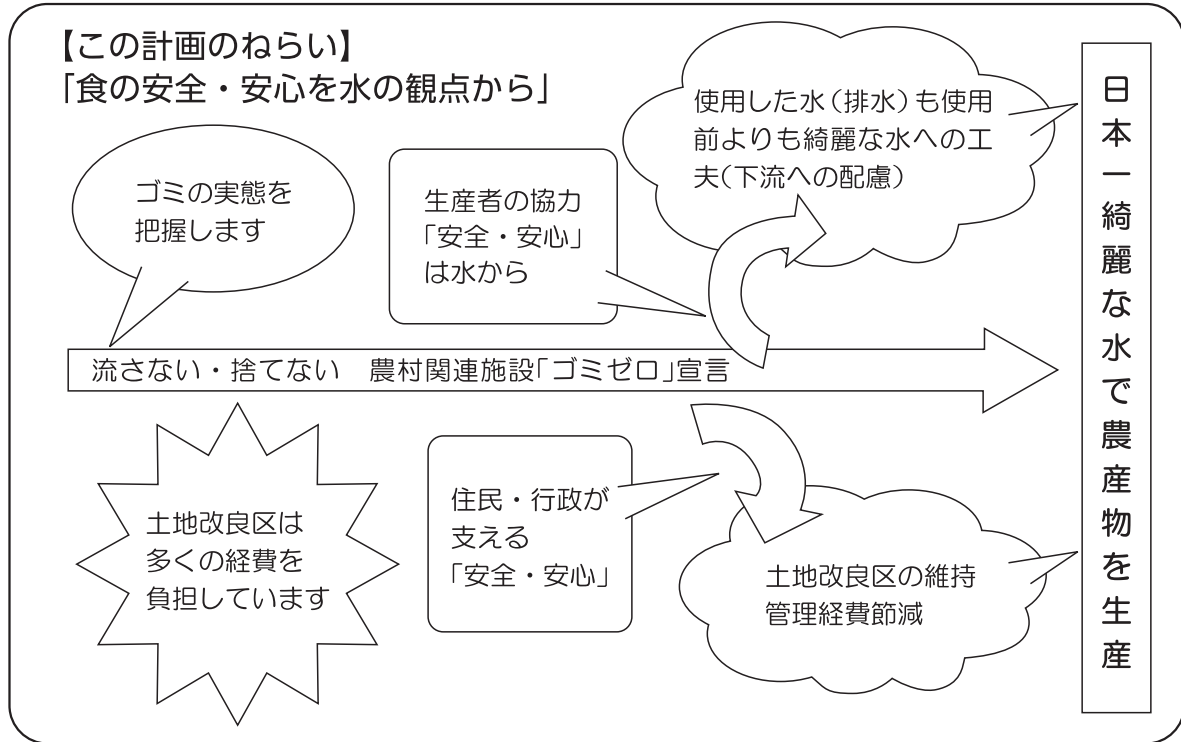 【この計画のねらい】
「食の安全・安心を水の観点から」
ゴミの実態を
把握します
生産者の協力
「安全・安心」
は水から
使用した水（排水）も使用
前よりも綺麗な水への工
夫（下流への配慮）
流さない・捨てない　農村関連施設「ゴミゼロ」宣言
土地改良区は
多くの経費を
負担しています
住民・行政が
支える
「安全・安心」
土地改良区の維持
管理経費節減
日本一綺麗な水で農産物を生産